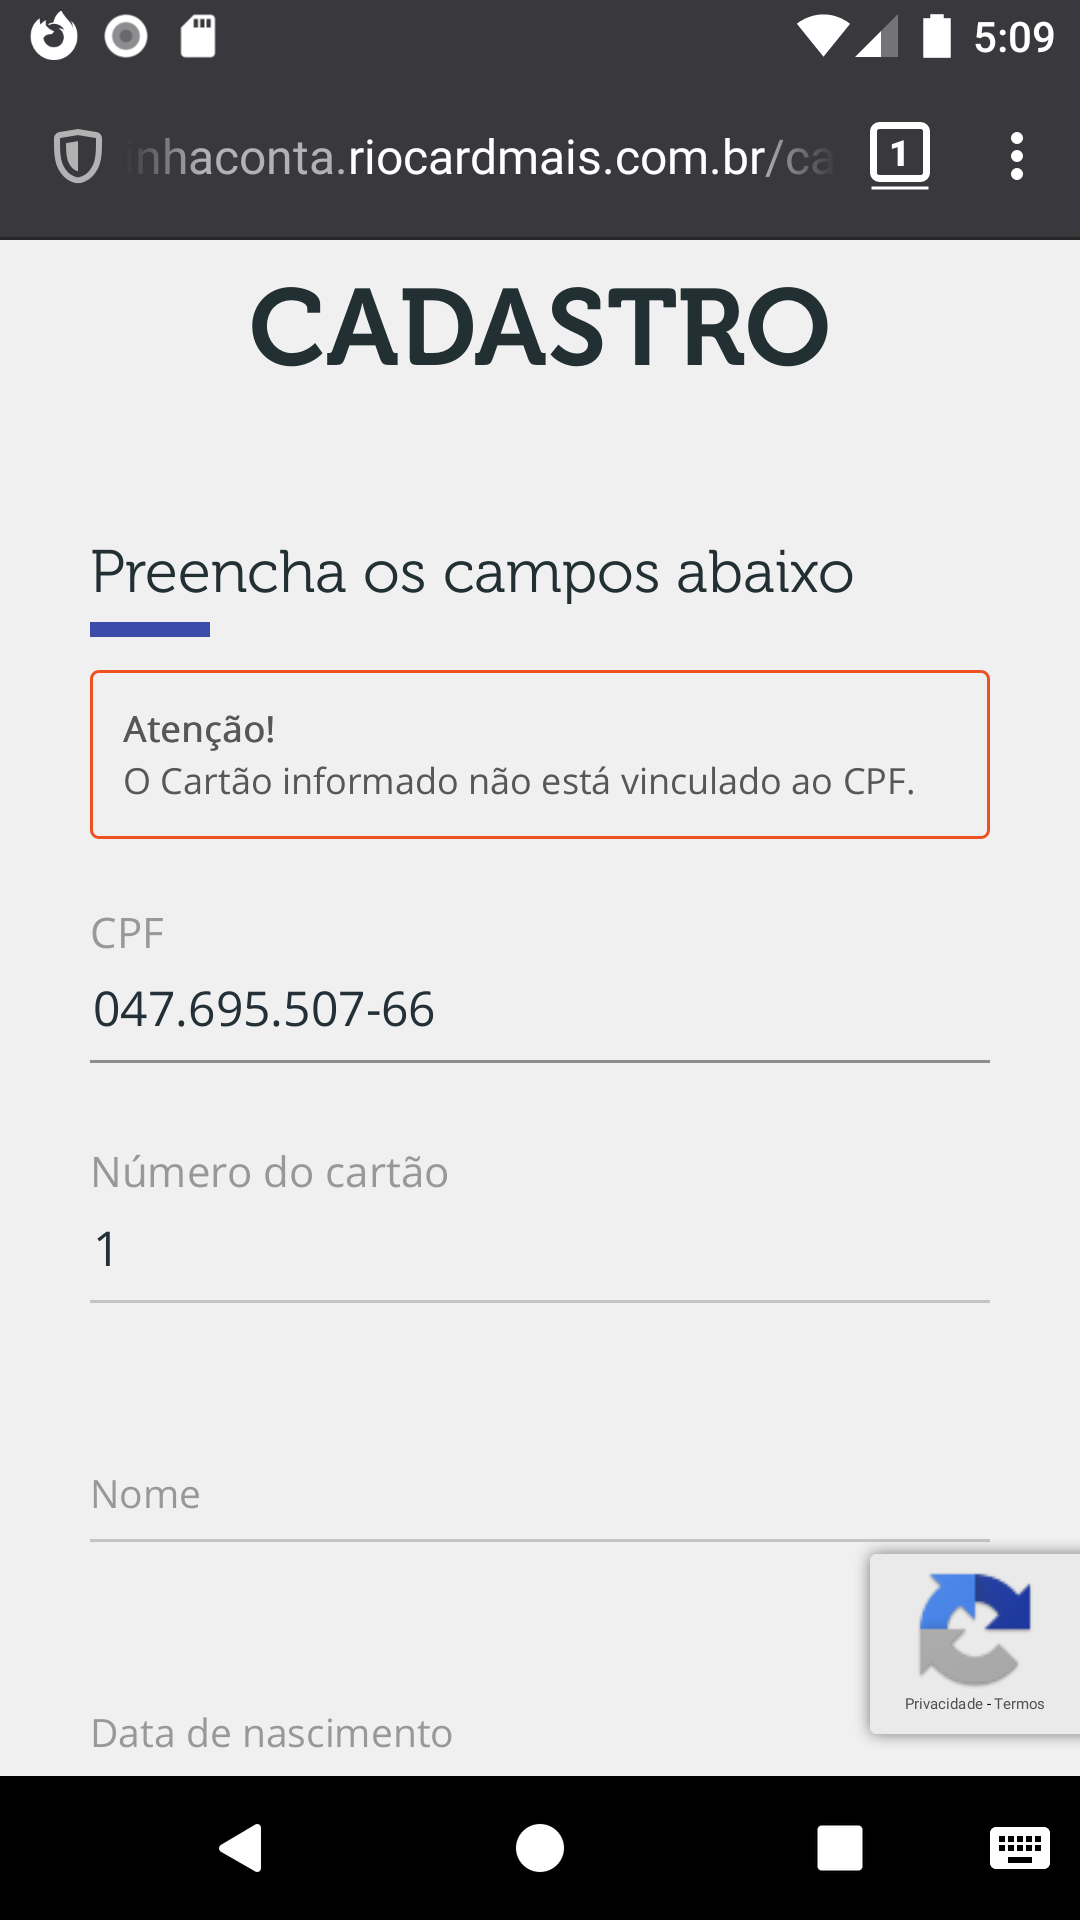 5:09
inhaconta.riocardmais.com.br/ca
1
CADASTRO
Preencha os campos abaixo
Atenção!
O Cartão informado não está vinculado ao CPF.
CPF
047.695.507-66
Número do cartão
1
Nome
Privacidade - Termos
Data de nascimento